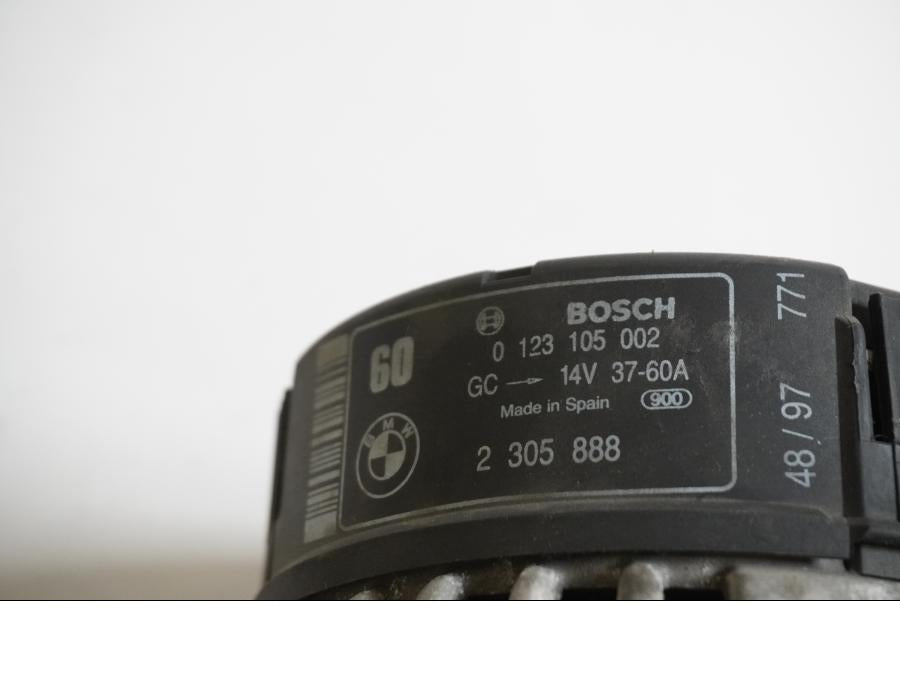 60
BMW
BOSCH
0 123 105 002
GC → 14V 37-60A
Made in Spain 900
2 305 888
48/97 771